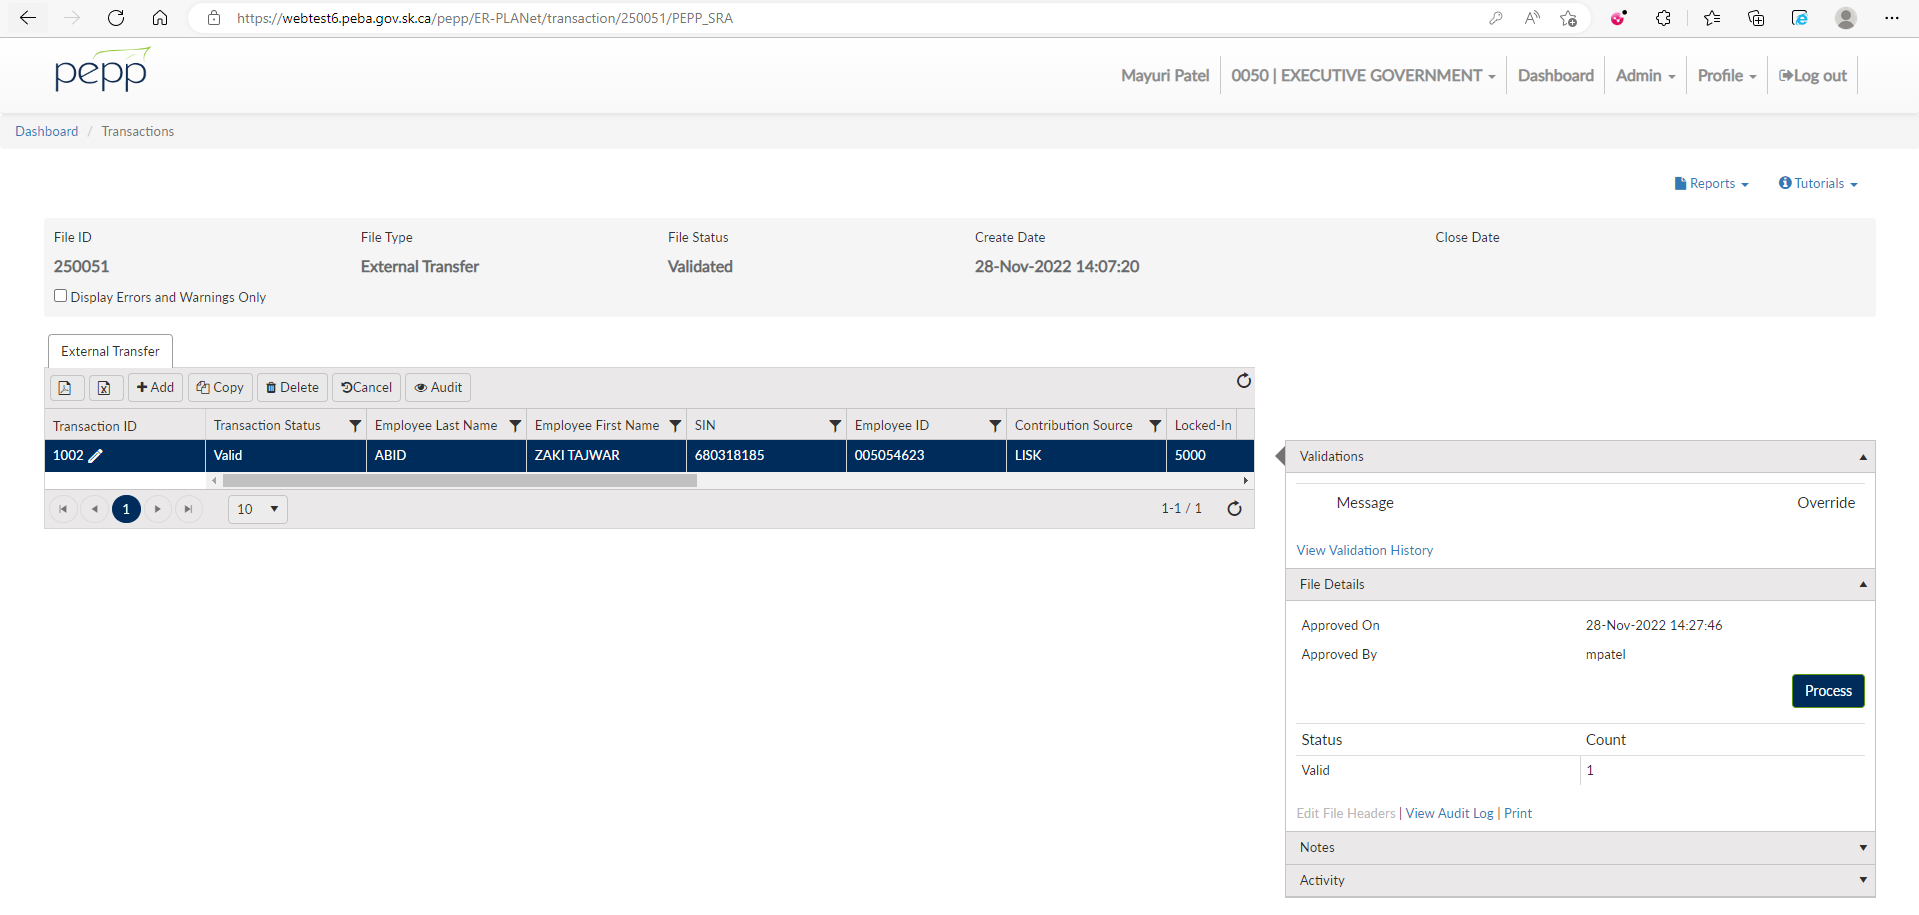 https://webtest6.peba.gov.sk.ca/pepp/ER-PLANet/transaction/250051/PEPP_SRA
pepp
Mayuri Patel 0050 | EXECUTIVE GOVERNMENT Dashboard Admin Profile Log out
Dashboard / Transactions
Reports Tutorials
File ID File Type File Status Create Date Close Date
250051 External Transfer Validated 28-Nov-2022 14:07:20
Display Errors and Warnings Only
External Transfer
Add Copy Delete Cancel Audit
Transaction ID Transaction Status Employee Last Name Employee First Name SIN Employee ID Contribution Source Locked-In
1002 Valid ABID ZAKI TAJWAR 680318185 005054623 LISK 5000
1 10 1-1 / 1
Validations
Message Override
View Validation History
File Details
Approved On 28-Nov-2022 14:27:46
Approved By mpatel
Process
Status Count
Valid 1
Edit File Headers | View Audit Log | Print
Notes
Activity